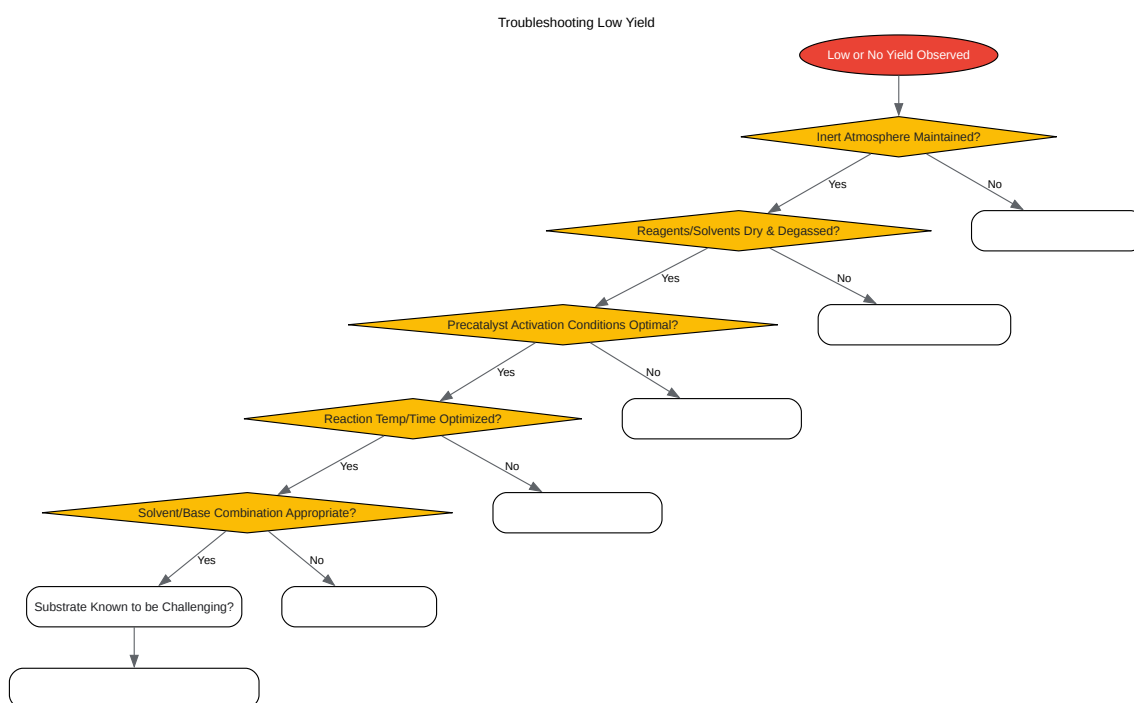 Troubleshooting Low Yield
Low or No Yield Observed
Inert Atmosphere Maintained?
Yes
No
Reagents/Solvents Dry & Degassed?
Yes
No
Precatalyst Activation Conditions Optimal?
Yes
No
Reaction Temp/Time Optimized?
Yes
No
Solvent/Base Combination Appropriate?
Yes
No
Substrate Known to be Challenging?